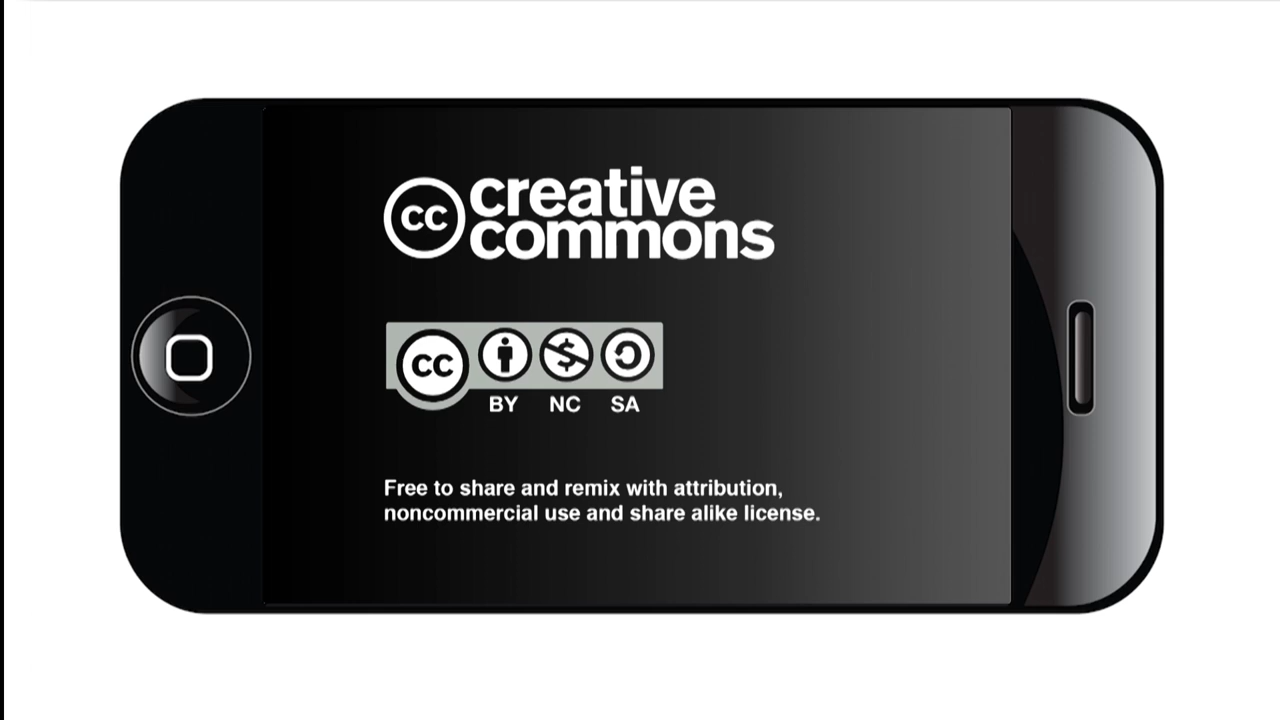 cc creative
commons
cc
BY NC SA
Free to share and remix with attribution,
noncommercial use and share alike license.